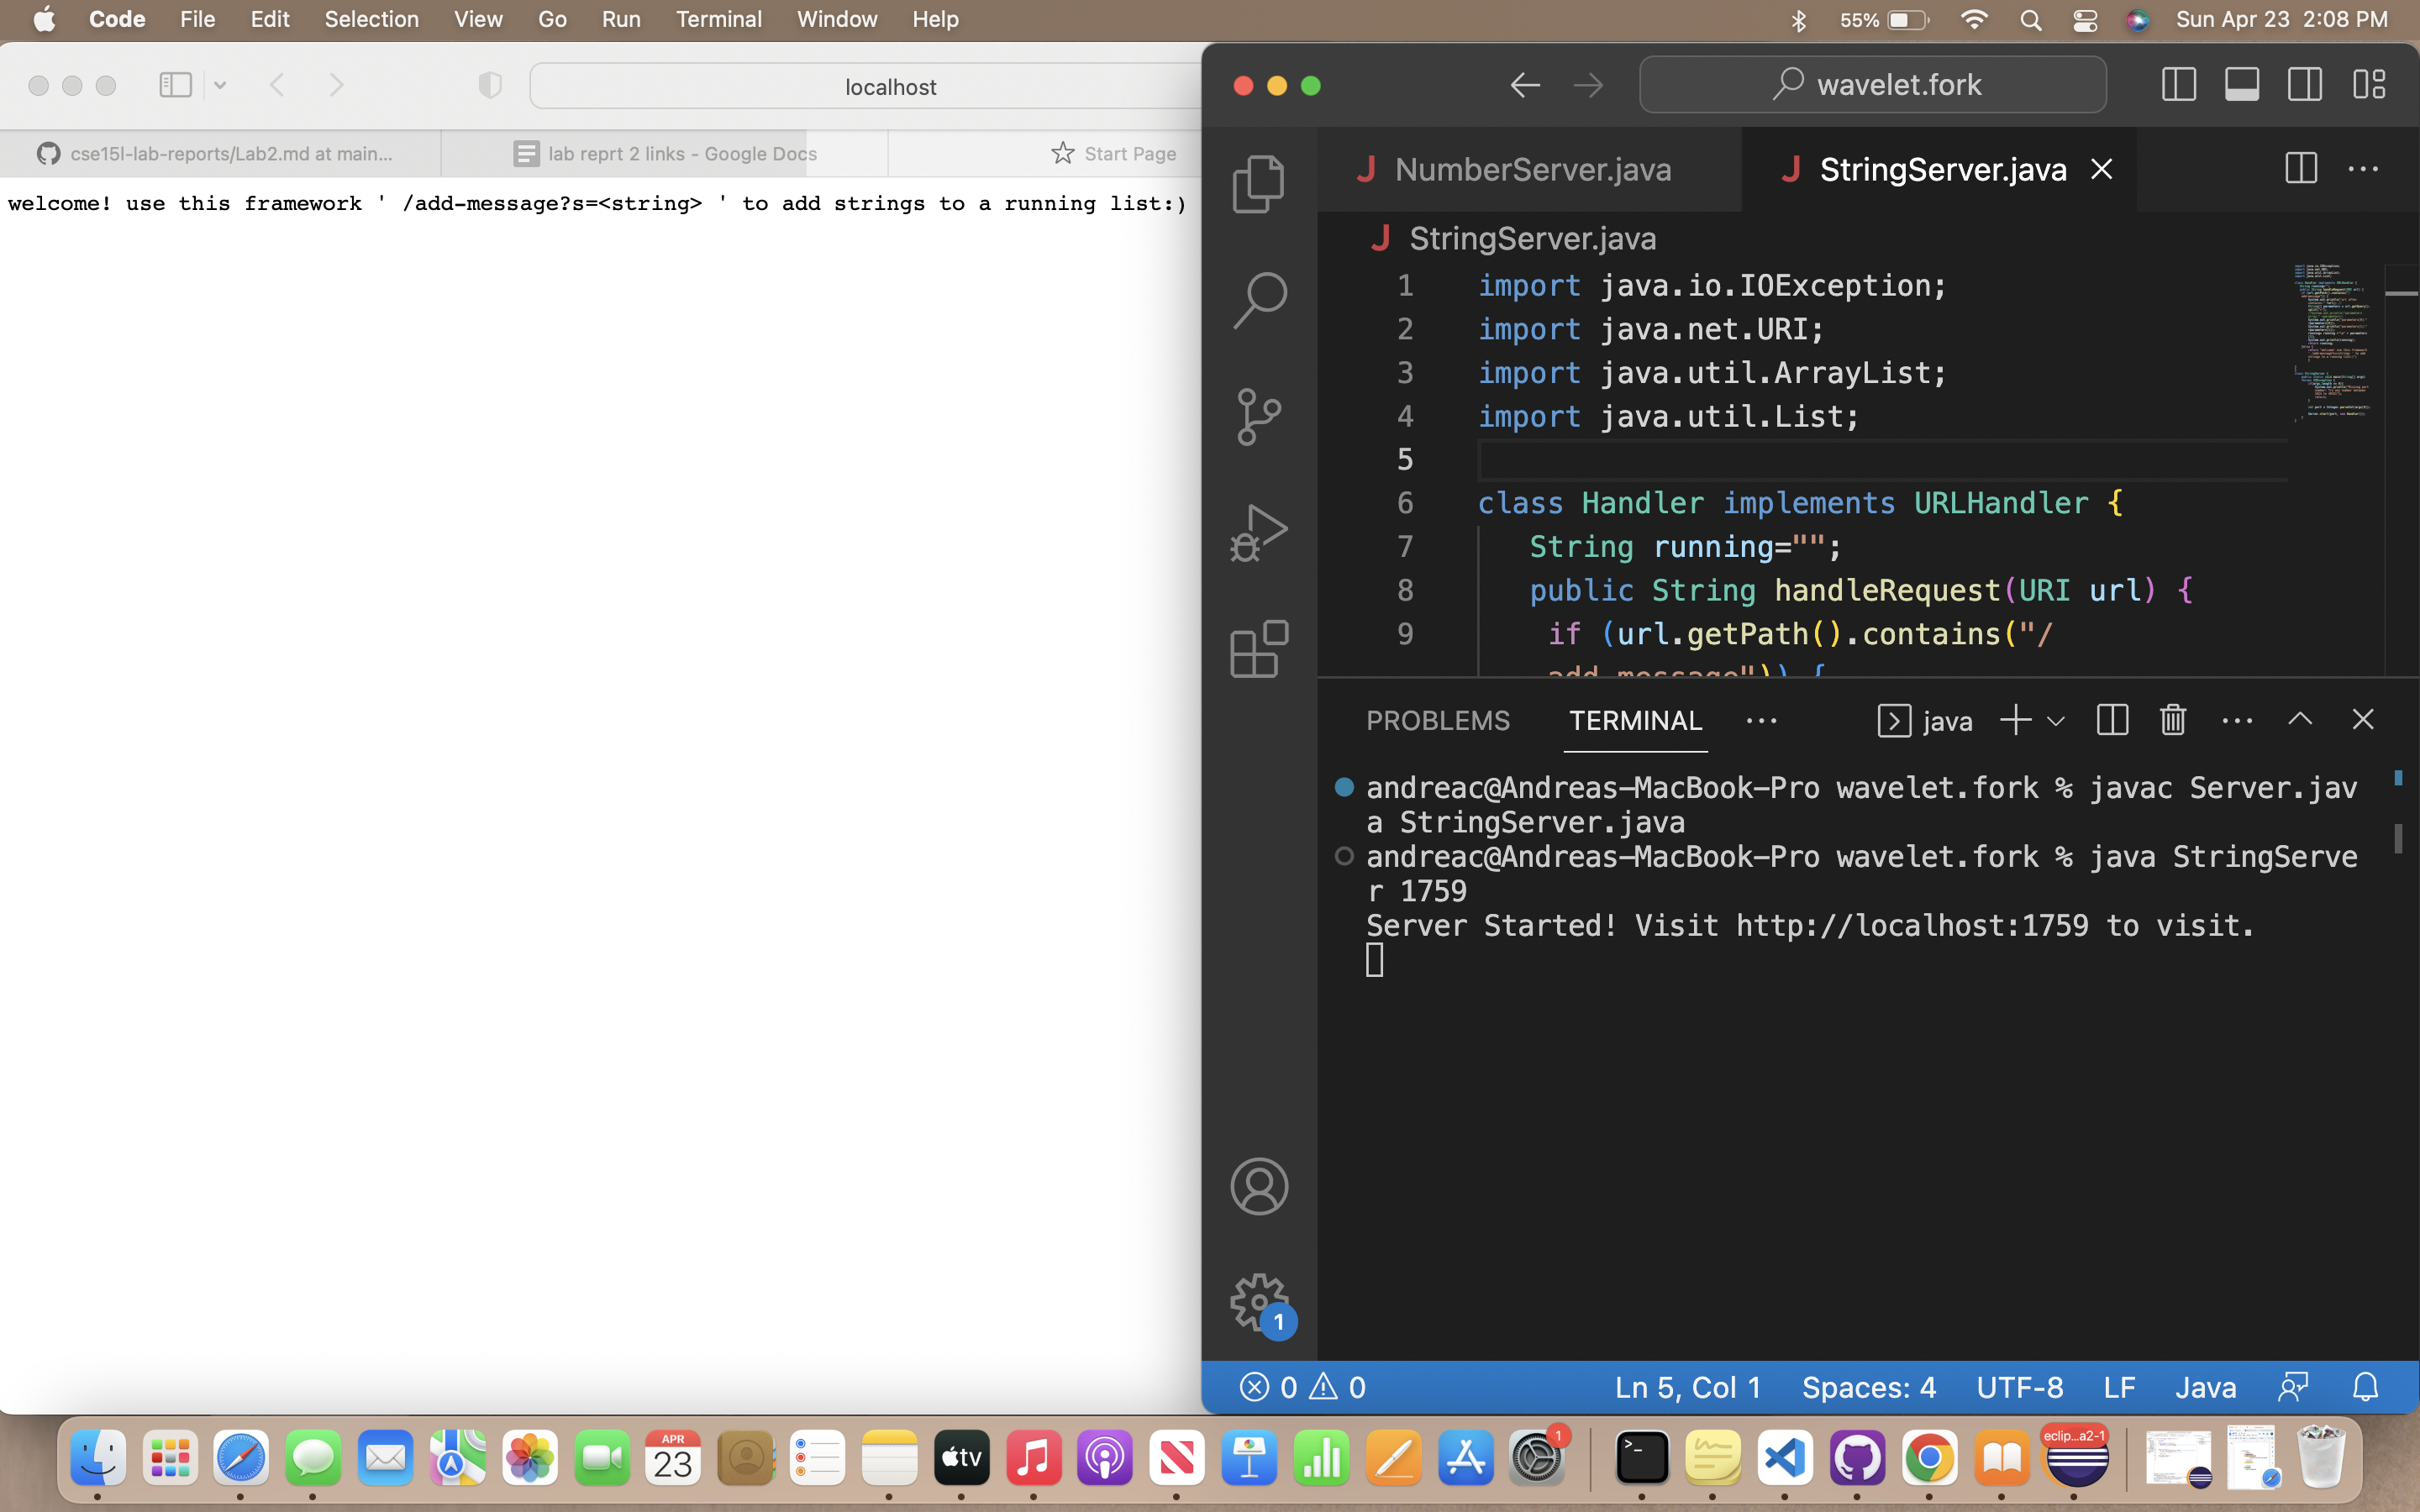 Code File Edit Selection View Go Run Terminal Window Help 55% Sun Apr 23 2:08 PM
localhost
cse15l-lab-reports/Lab2.md at main... lab reprt 2 links - Google Docs Start Page
welcome! use this framework ' /add-message?s=<string> ' to add strings to a running list:)
wavelet.fork
J NumberServer.java J StringServer.java
J StringServer.java
1 import java.io.IOException;
2 import java.net.URI;
3 import java.util.ArrayList;
4 import java.util.List;
5
6 class Handler implements URLHandler {
7 String running="";
8 public String handleRequest(URI url) {
9 if (url.getPath().contains("/
add-message")) {
PROBLEMS TERMINAL ... java
andreac@Andreas-MacBook-Pro wavelet.fork % javac Server.jav
a StringServer.java
andreac@Andreas-MacBook-Pro wavelet.fork % java StringServe
r 1759
Server Started! Visit http://localhost:1759 to visit.
1
0 0 Ln 5, Col 1 Spaces: 4 UTF-8 LF Java
APR
23
tv
1
eclip...a2-1